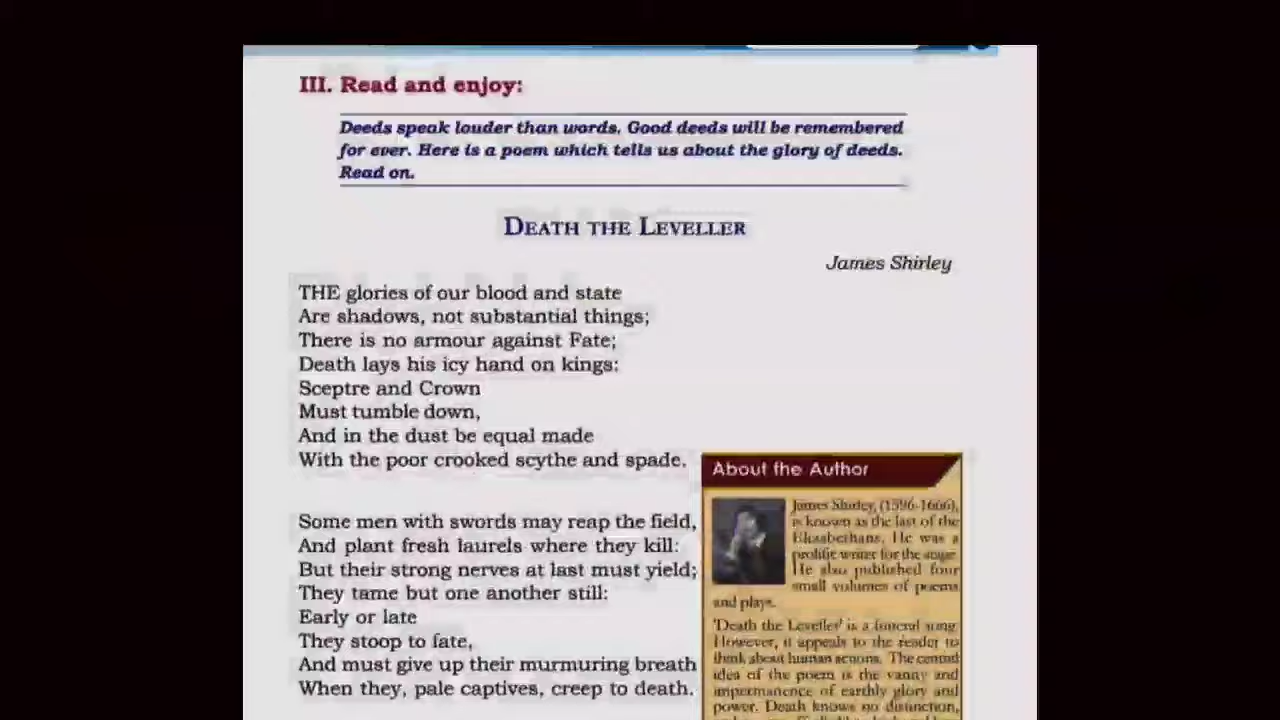 III. Read and enjoy:
Deeds speak louder than words. Good deeds will be remembered
for ever. Here is a poem which tells us about the glory of deeds.
Read on.
DEATH THE LEVELLER
James Shirley
THE glories of our blood and state
Are shadows, not substantial things;
There is no armour against Fate;
Death lays his icy hand on kings:
Sceptre and Crown
Must tumble down,
And in the dust be equal made
With the poor crooked scythe and spade.
Some men with swords may reap the field,
And plant fresh laurels where they kill:
But their strong nerves at last must yield;
They tame but one another still:
Early or late
They stoop to fate,
And must give up their murmuring breath
When they, pale captives, creep to death.
About the Author
James Shirley, (1596-1666),
is known as the last of the
Elizabethans. He was a
prolific writer for the stage.
He also published four
small volumes of poems
and plays.
'Death the Leveller' is a funeral song.
However, it appeals to the reader to
think about human actions. The central
idea of the poem is the vanity and
impermanence of earthly glory and
power. Death knows no distinction,